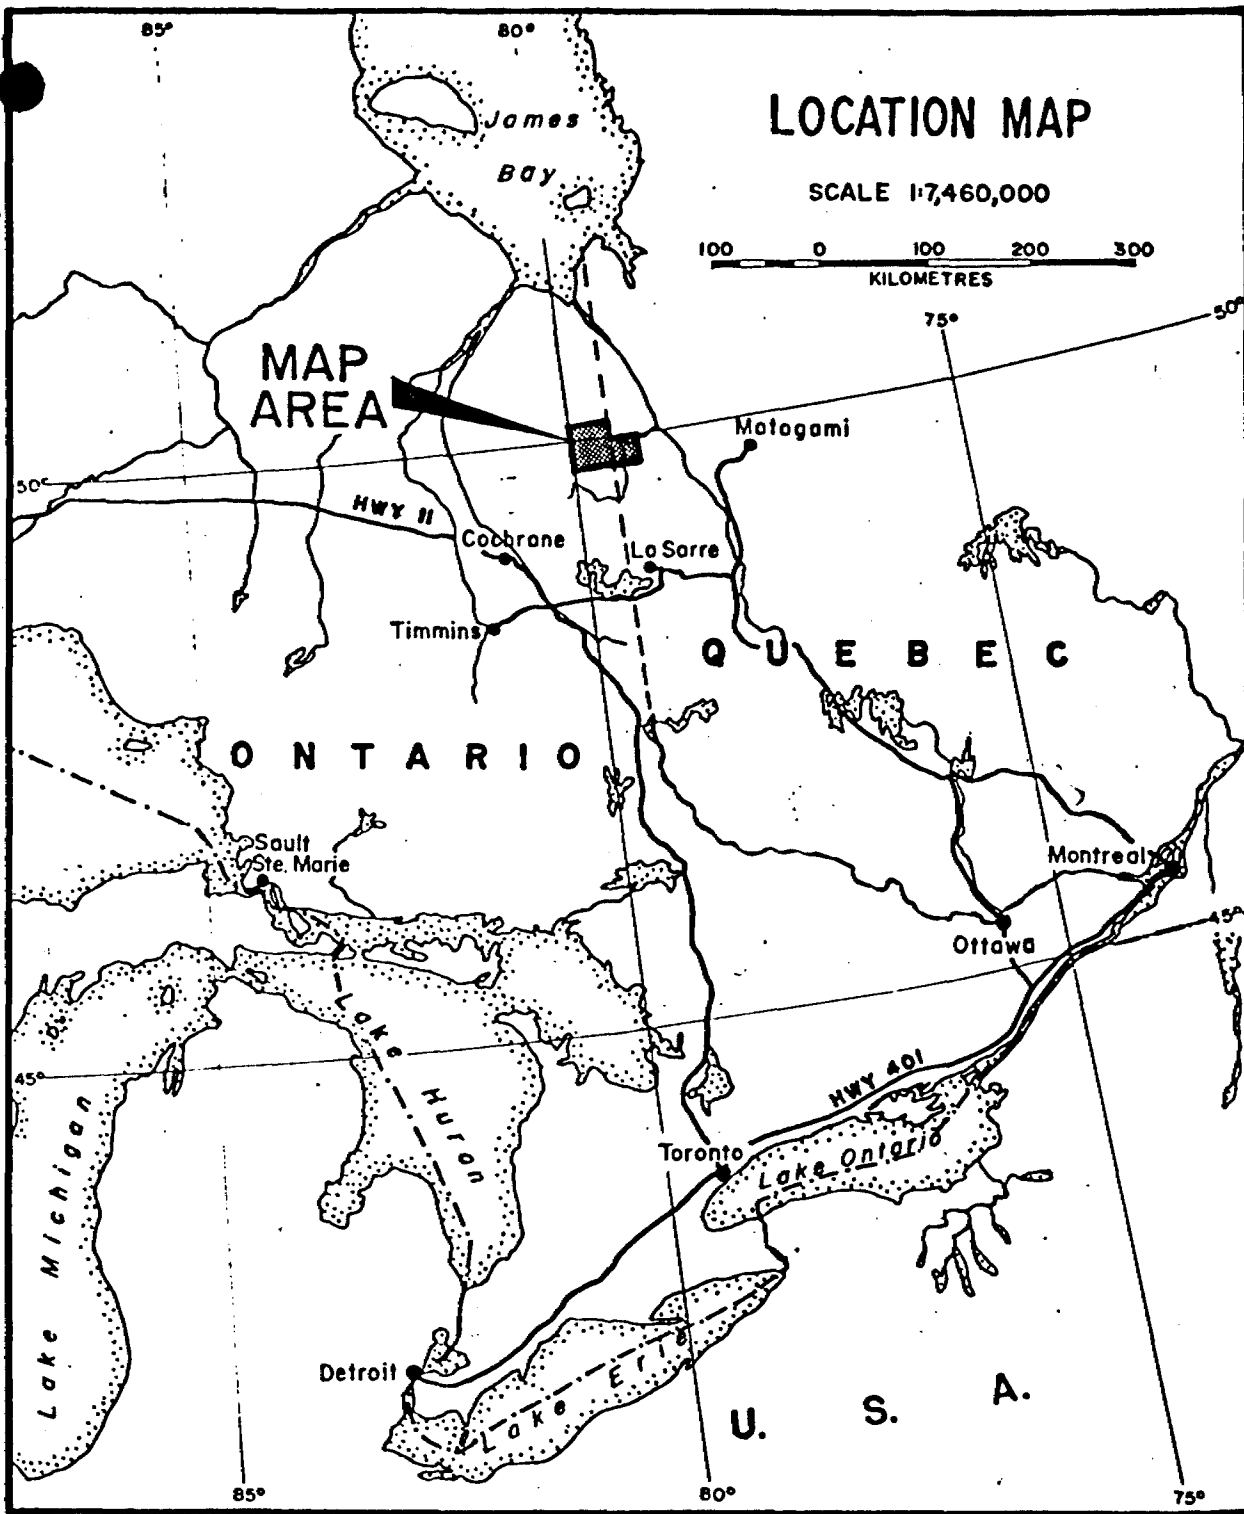 85°
80°
James
Bay
LOCATION MAP
SCALE 1:7,460,000
100 0 100 200 300
KILOMETRES
75°
50°
MAP
AREA
Matagami
50°
HWY 11
Cochrane
La Sarre
Timmins
QUEBEC
ONTARIO
Sault
Ste. Marie
Montreal
Ottawa
45°
Lake Huron
45°
HWY 401
Lake Michigan
Toronto
Lake Ontario
Detroit
Lake Erie
U. S. A.
85°
80°
75°